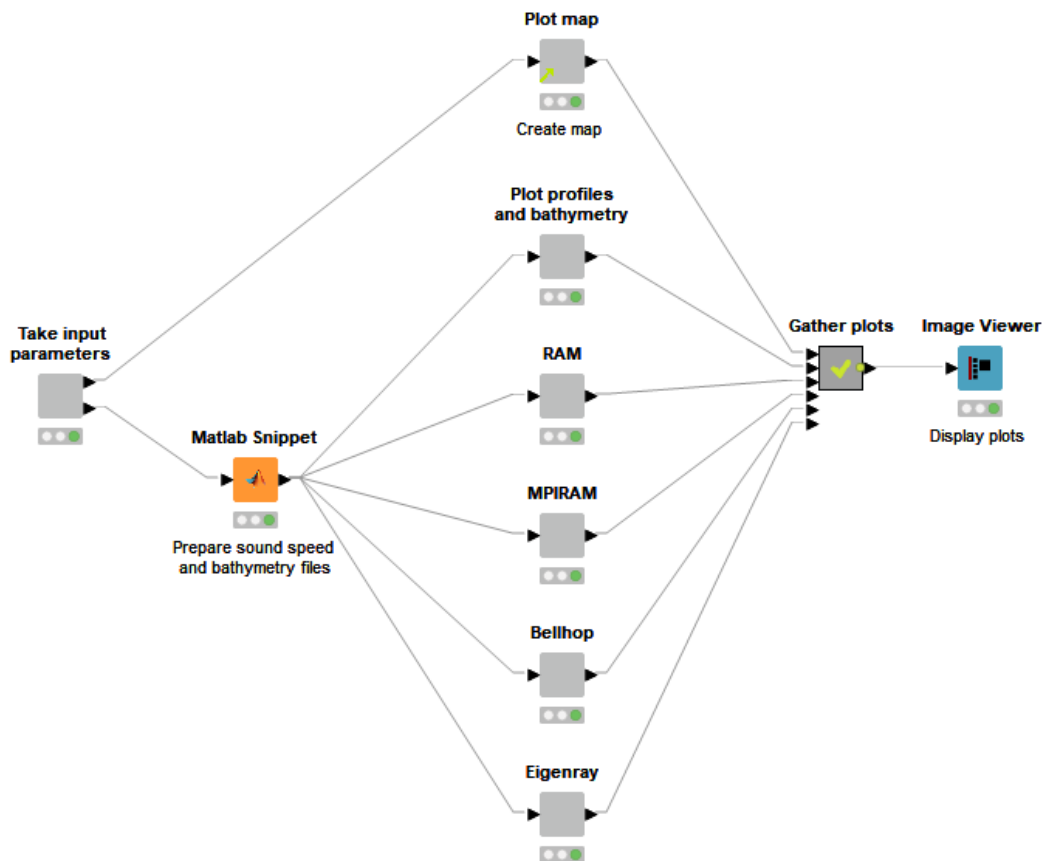 Plot map
Create map
Plot profiles
and bathymetry
Take input
parameters
Gather plots
Image Viewer
RAM
Display plots
Matlab Snippet
MPIRAM
Prepare sound speed
and bathymetry files
Bellhop
Eigenray